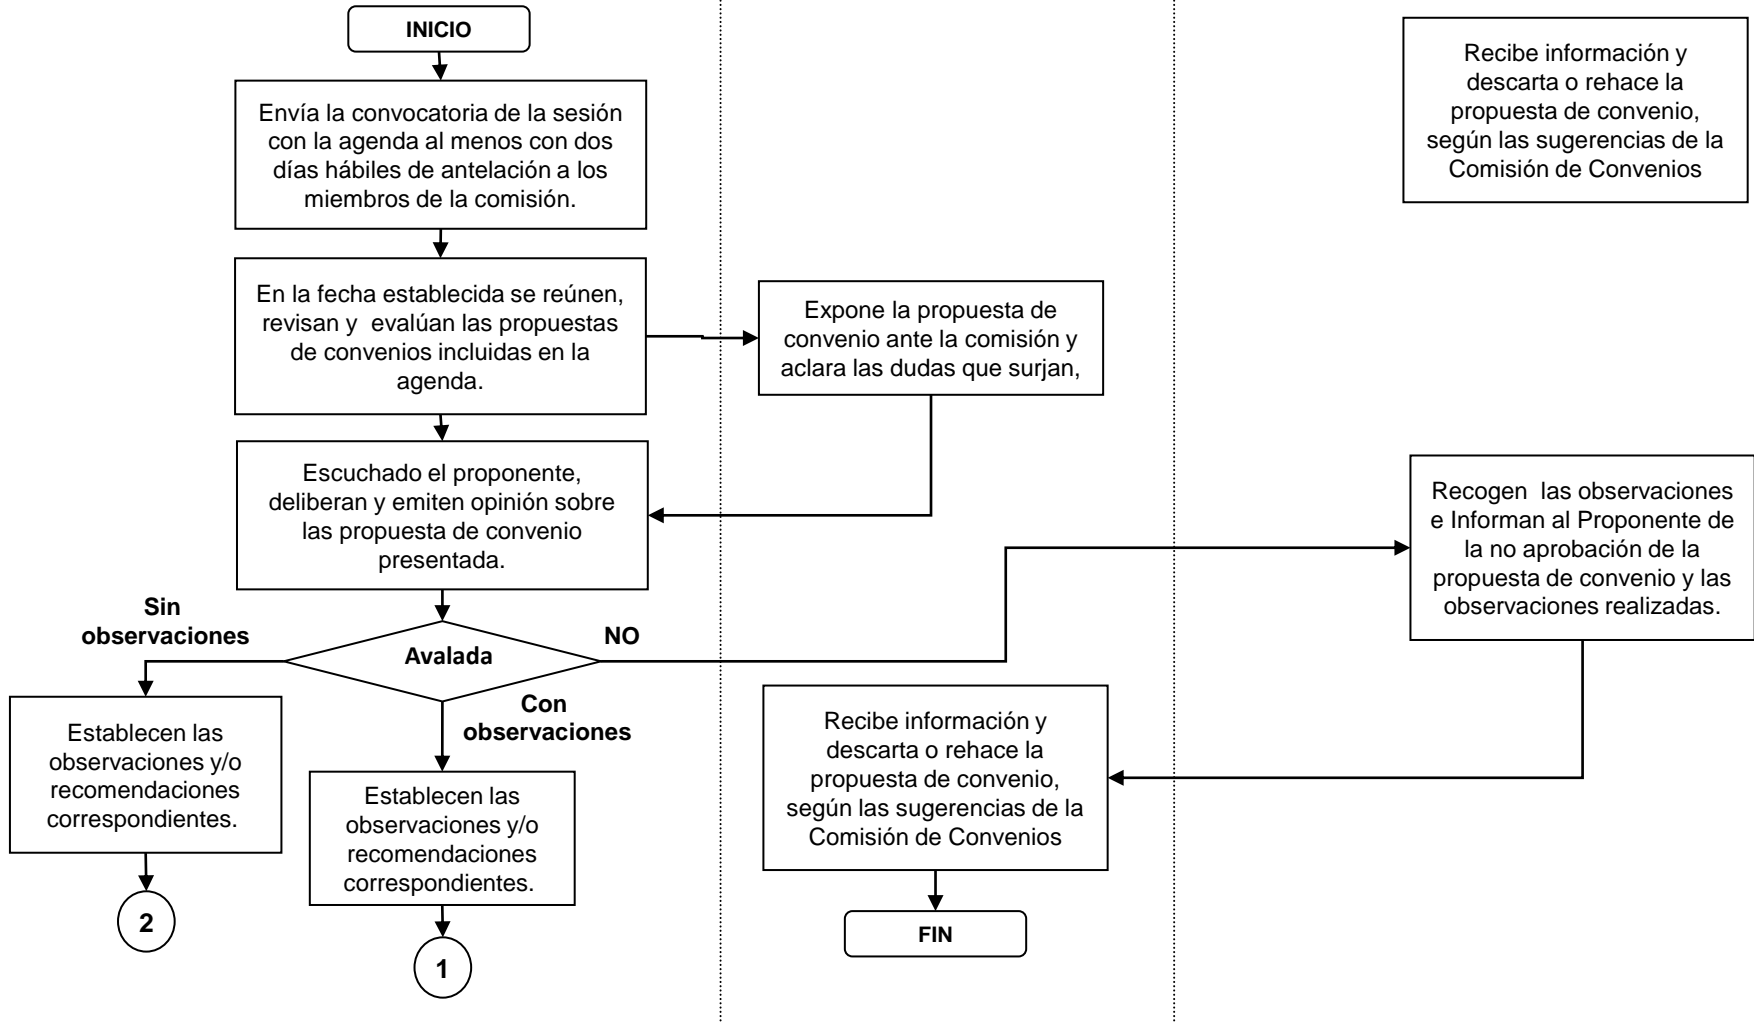 INICIO
Envía la convocatoria de la sesión
con la agenda al menos con dos
días hábiles de antelación a los
miembros de la comisión.
En la fecha establecida se reúnen,
revisan y evalúan las propuestas
de convenios incluidas en la
agenda.
Escuchado el proponente,
deliberan y emiten opinión sobre
las propuesta de convenio
presentada.
Sin
observaciones
Avalada
NO
Con
observaciones
Establecen las
observaciones y/o
recomendaciones
correspondientes.
2
Establecen las
observaciones y/o
recomendaciones
correspondientes.
1
Expone la propuesta de
convenio ante la comisión y
aclara las dudas que surjan,
Recibe información y
descarta o rehace la
propuesta de convenio,
según las sugerencias de la
Comisión de Convenios
FIN
Recibe información y
descarta o rehace la
propuesta de convenio,
según las sugerencias de la
Comisión de Convenios
Recogen las observaciones
e Informan al Proponente de
la no aprobación de la
propuesta de convenio y las
observaciones realizadas.